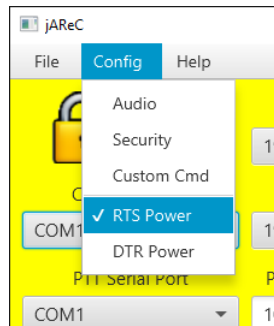 jAReC
File Config Help
Audio
Security
Custom Cmd
✓ RTS Power
DTR Power
COM1
PTT Serial Port
COM1